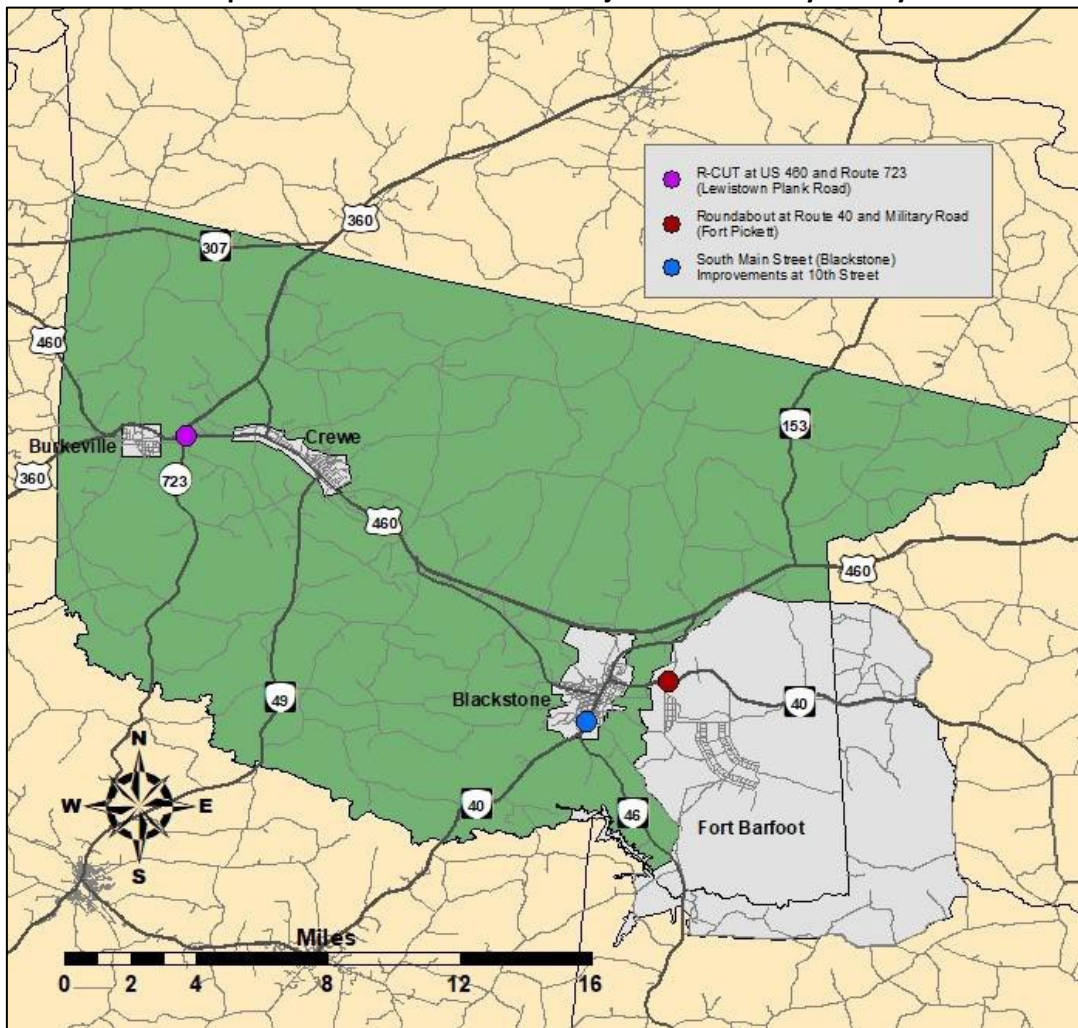 R-CUT at US 460 and Route 723
(Lewistown Plank Road)
Roundabout at Route 40 and Military Road
(Fort Pickett)
South Main Street (Blackstone)
Improvements at 10th Street
360
307
460
153
Burkeville
Crewe
360
723
460
460
49
Blackstone
40
40
46
Fort Barfoot
N
W
E
S
Miles
0
2
4
8
16